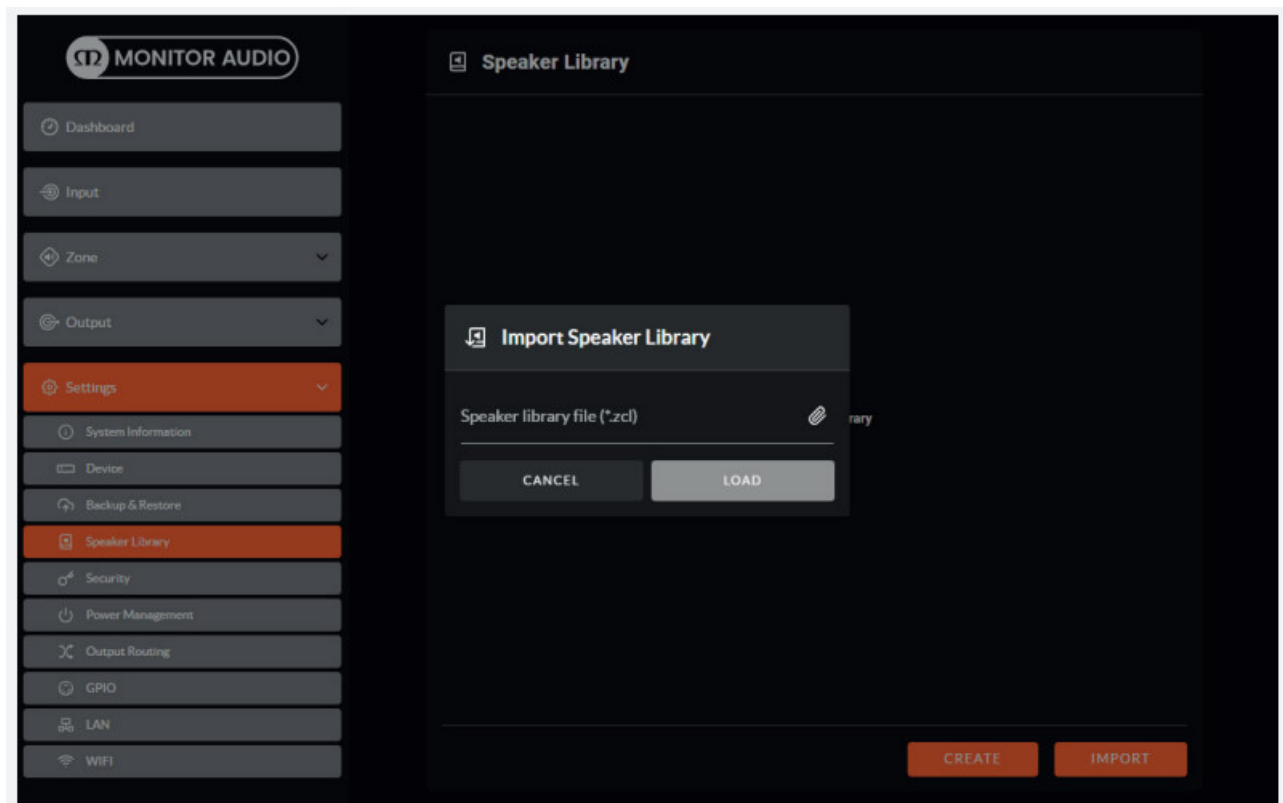 MONITOR AUDIO
Dashboard
Input
Zone
Output
Settings
System Information
Device
Backup & Restore
Speaker Library
Security
Power Management
Output Routing
GPIO
LAN
WIFI
Speaker Library
Import Speaker Library
Speaker library file (*.zcl)
rary
CANCEL
LOAD
CREATE
IMPORT